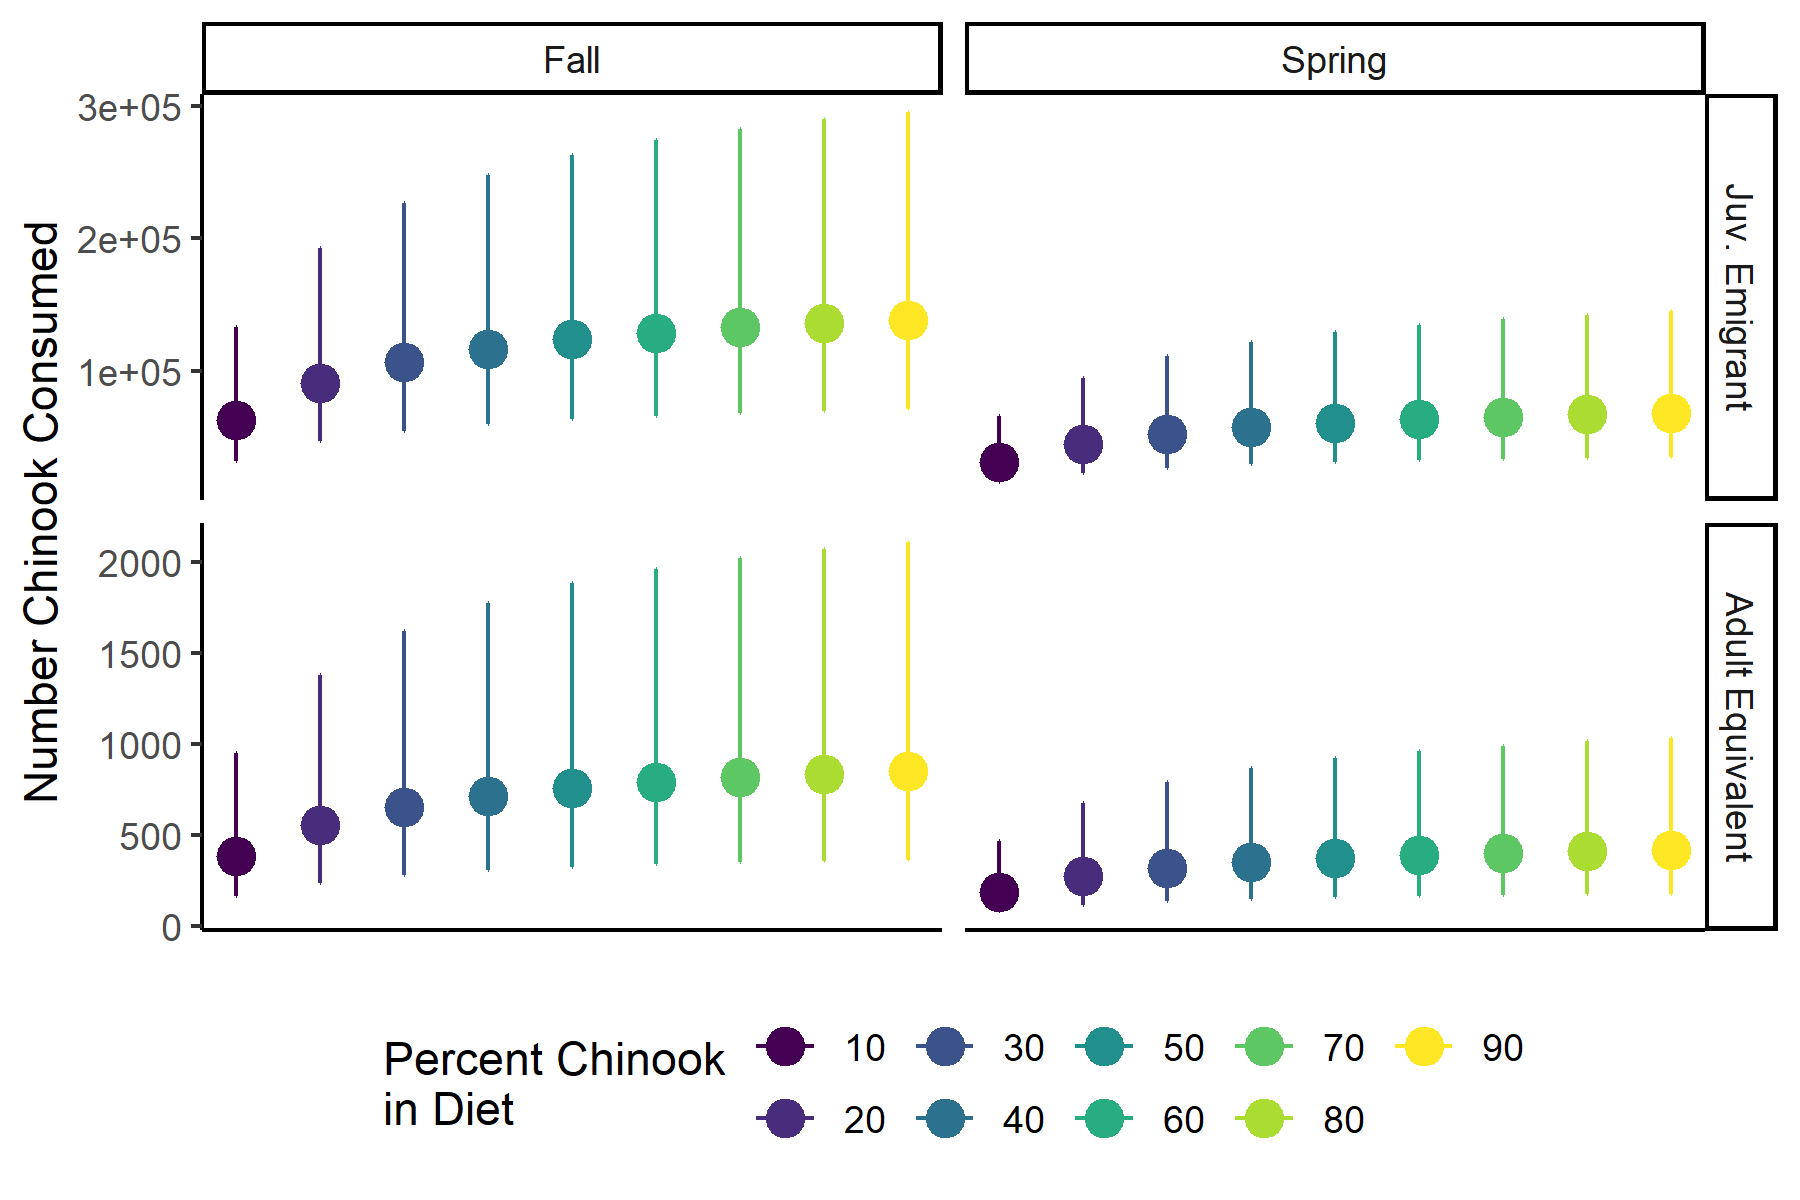 Fall
Spring
3e+05
2e+05
1e+05
Juv. Emigrant
Number Chinook Consumed
2000
1500
1000
500
0
Adult Equivalent
Percent Chinook
in Diet
10
30
50
70
90
20
40
60
80